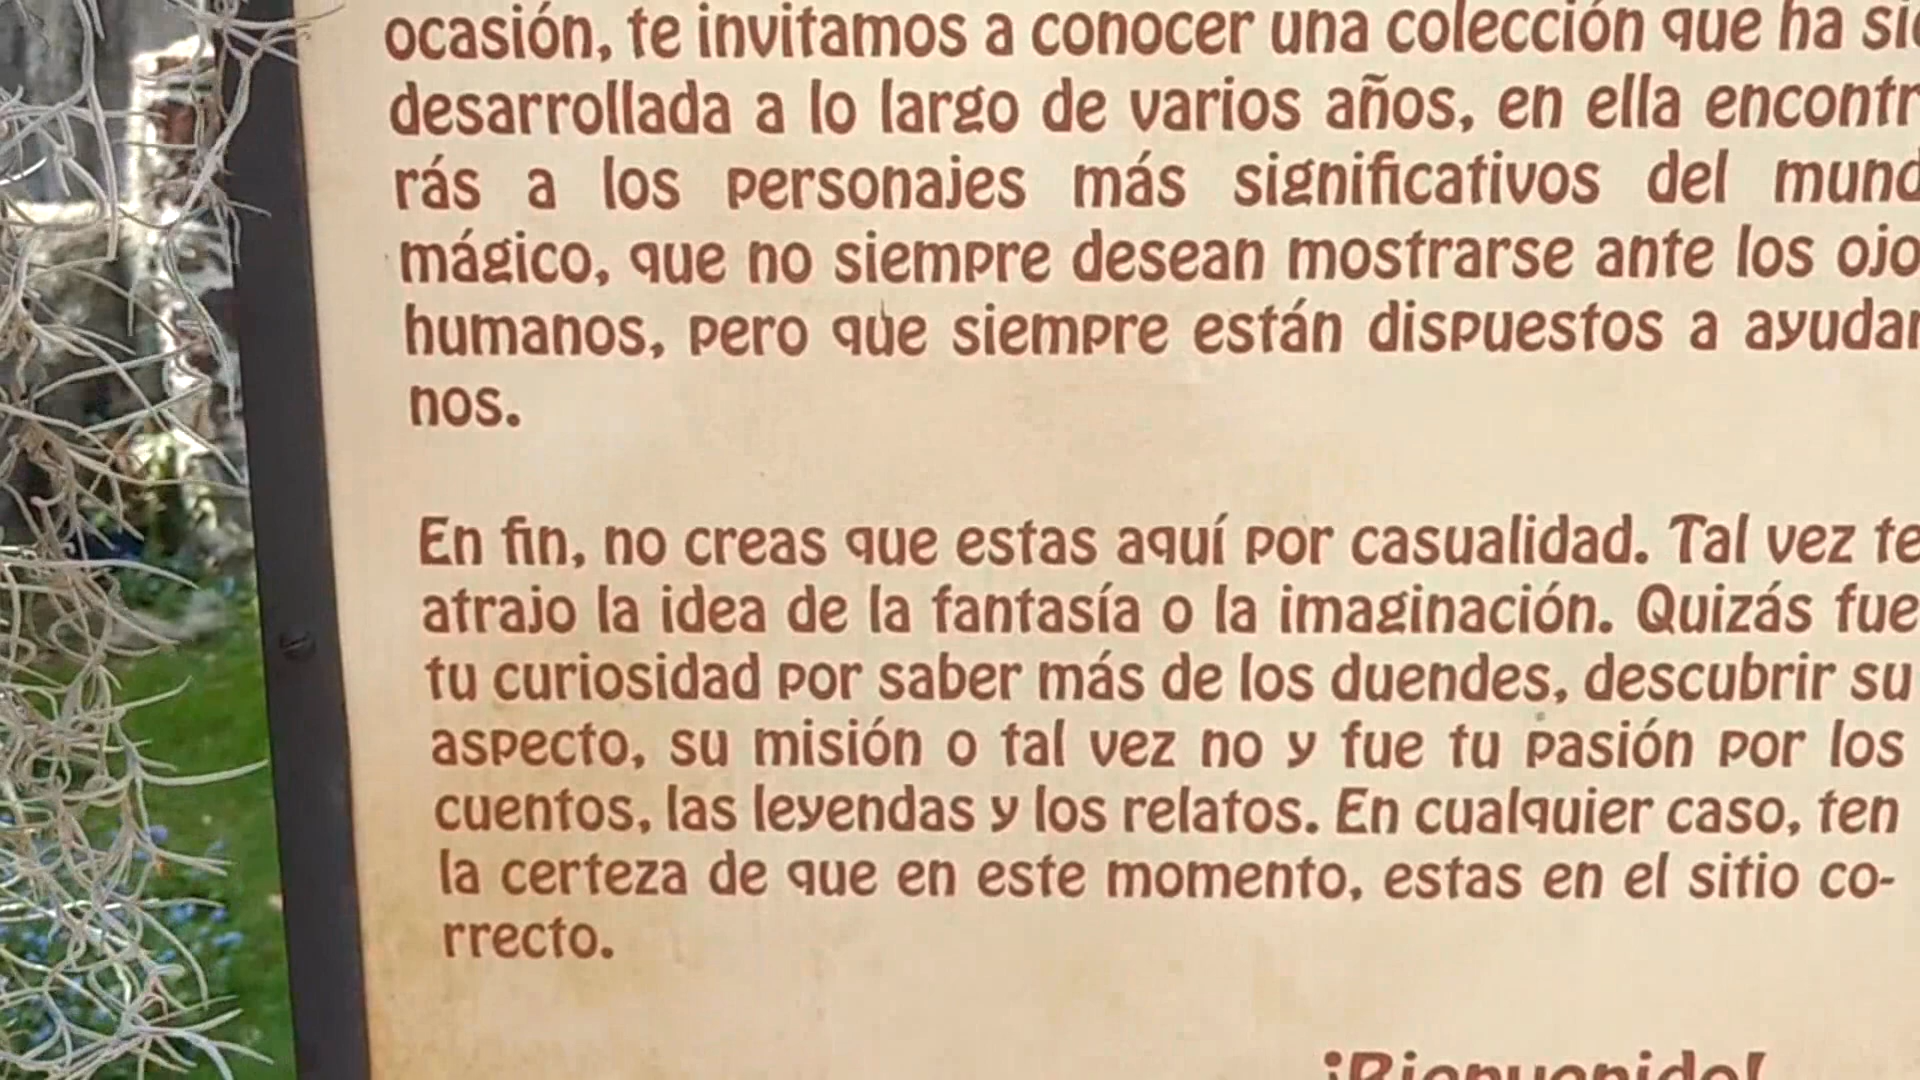 ocasión, te invitamos a conocer una colección que ha
desarrollada a lo largo de varios años, en ella encontr
rás a los personajes más significativos del mund
mágico, que no siempre desean mostrarse ante los ojo
humanos, pero que siempre están dispuestos a ayudar
nos.
En fin, no creas que estas aquí por casualidad. Tal vez te
atrajo la idea de la fantasía o la imaginación. Quizás fue
tu curiosidad por saber más de los duendes, descubrir su
aspecto, su misión o tal vez no y fue tu pasión por los
cuentos, las leyendas y los relatos. En cualquier caso, ten
la certeza de que en este momento, estas en el sitio co-
rrecto.
¡Bienvenido!